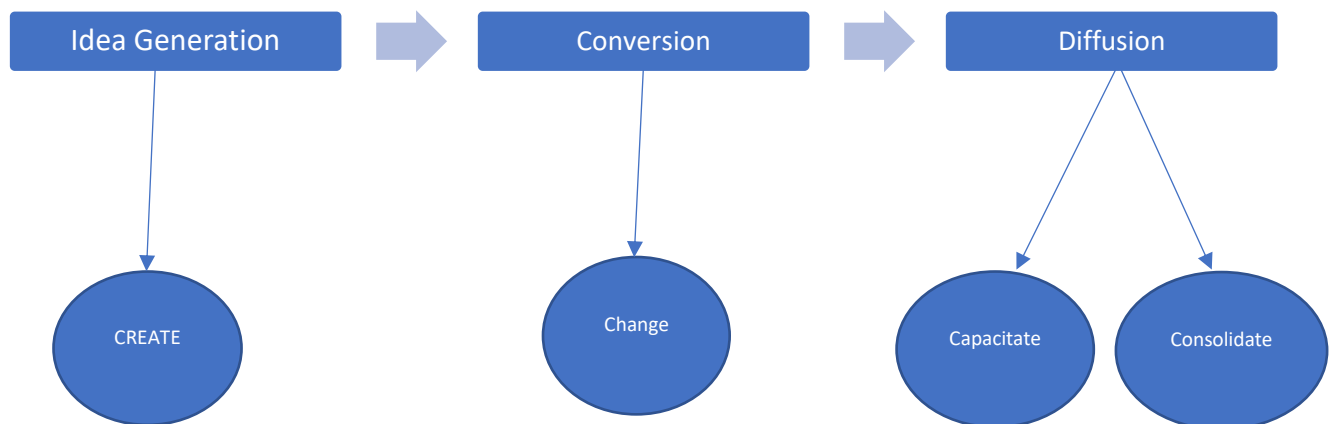 Idea Generation
Conversion
Diffusion
CREATE
Change
Capacitate
Consolidate